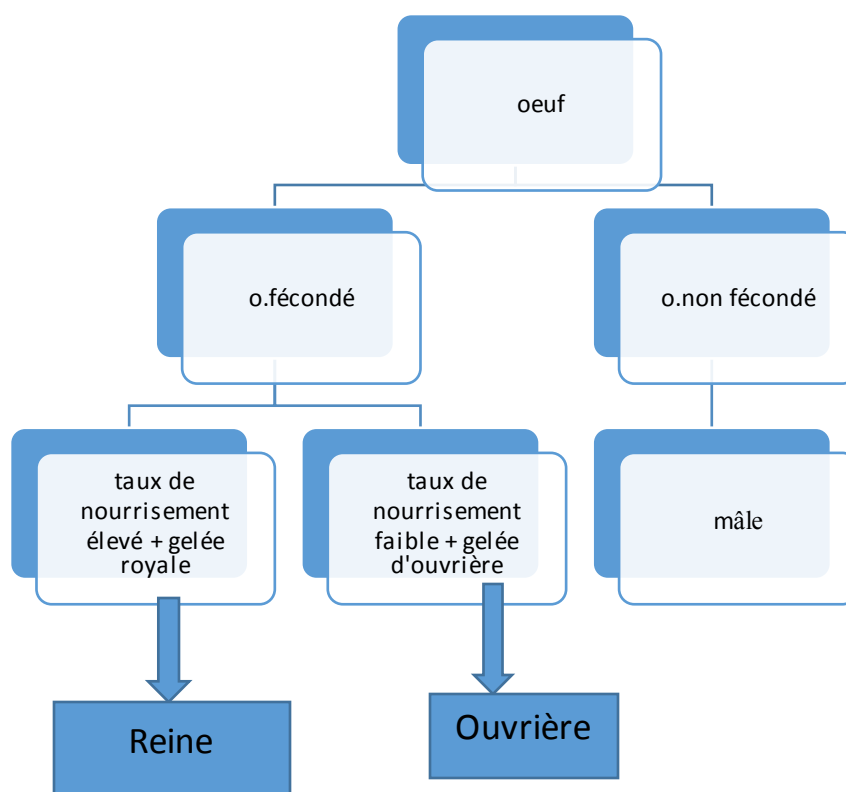 oeuf
o.fécondé
o.non fécondé
taux de
nourrisement
élevé + gelée
royale
taux de
nourrisement
faible + gelée
d'ouvrière
mâle
Reine
Ouvrière